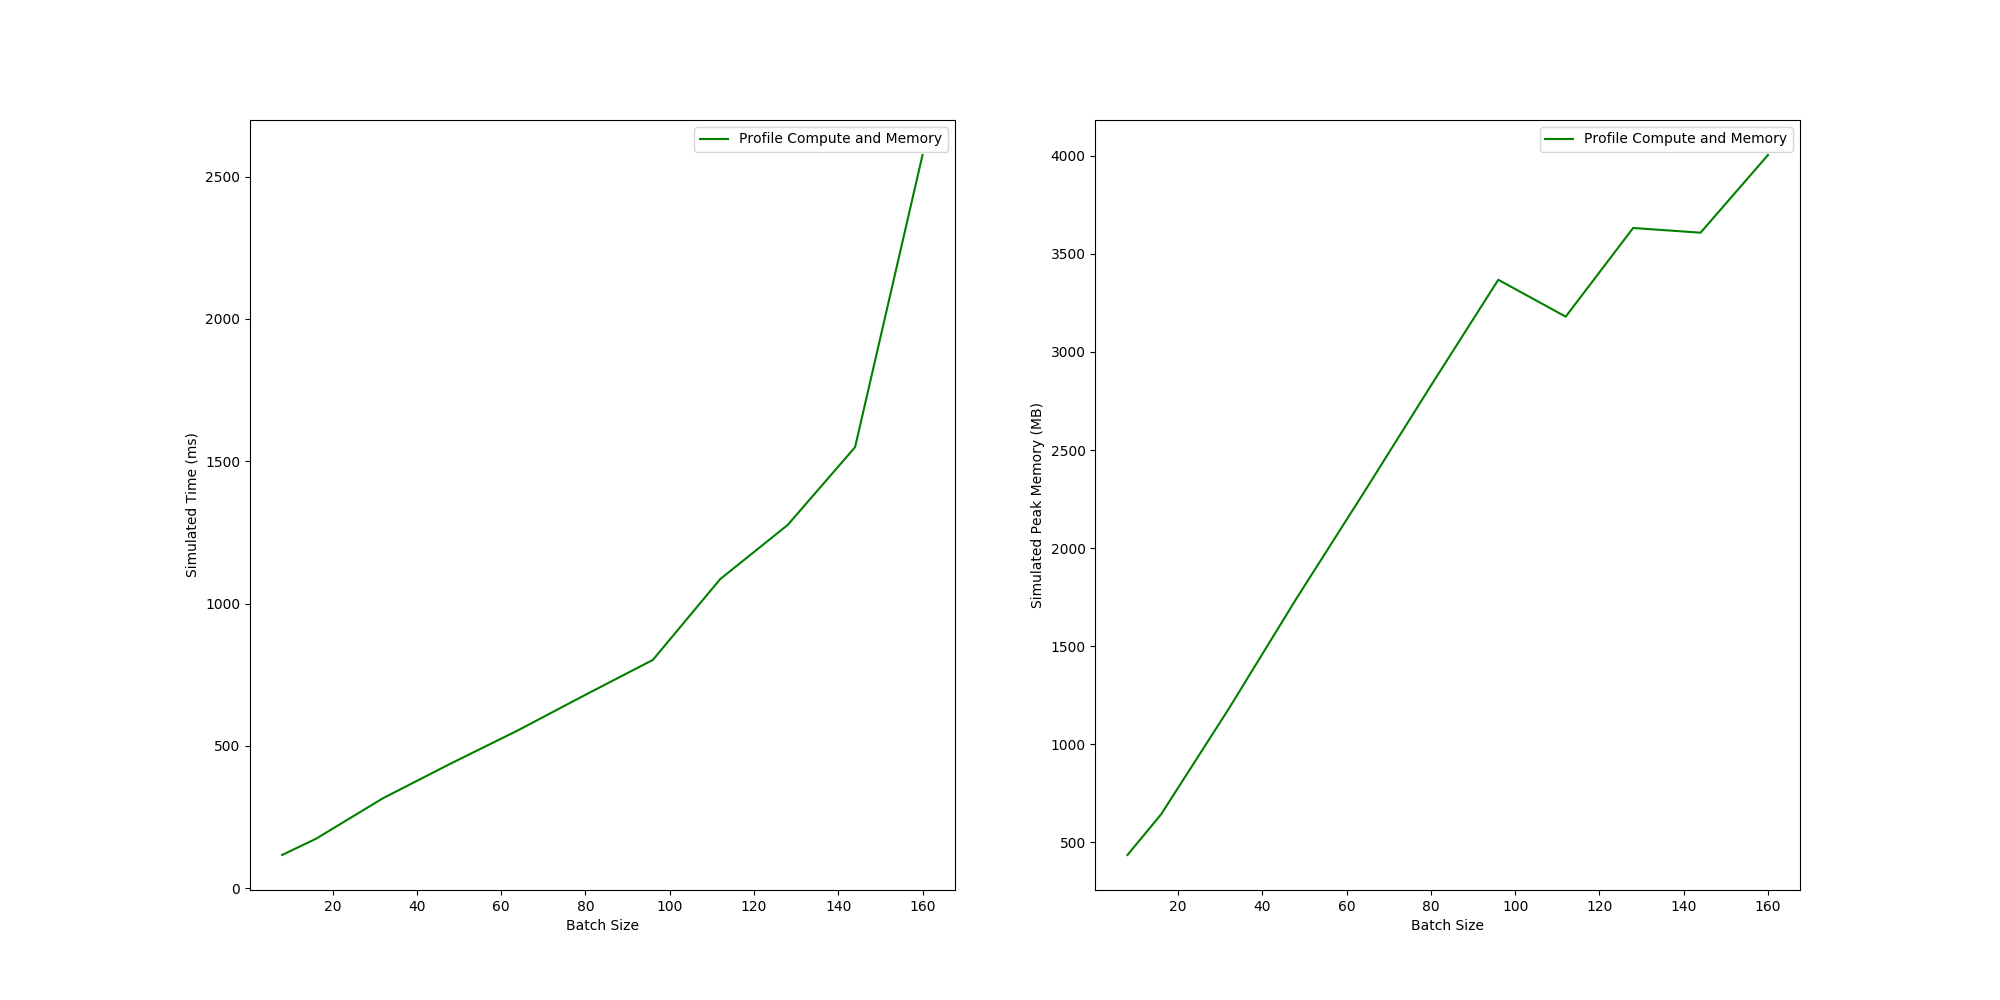 Profile Compute and Memory
2500
2000
1500
1000
500
0
Simulated Time (ms)
20 40 60 80 100 120 140 160
Batch Size
Profile Compute and Memory
4000
3500
3000
2500
2000
1500
1000
500
Simulated Peak Memory (MB)
20 40 60 80 100 120 140 160
Batch Size